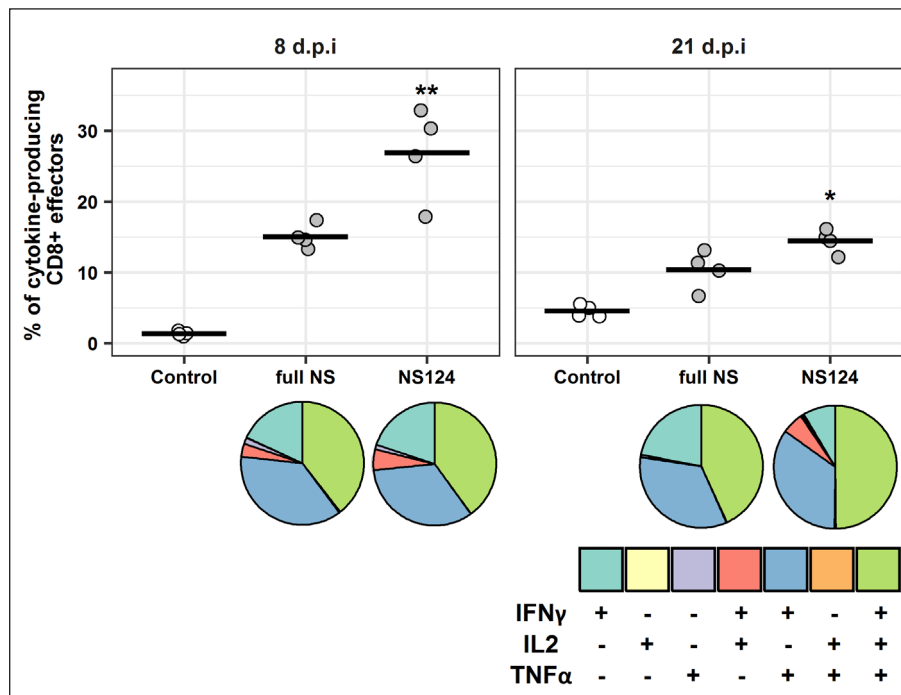 8 d.p.i
21 d.p.i
% of cytokine-producing
CD8+ effectors
30
20
10
0
**
*
Control
full NS
NS124
Control
full NS
NS124
IFNγ + - - + + - +
IL2 - + - + - + +
TNFα - - + - + + +